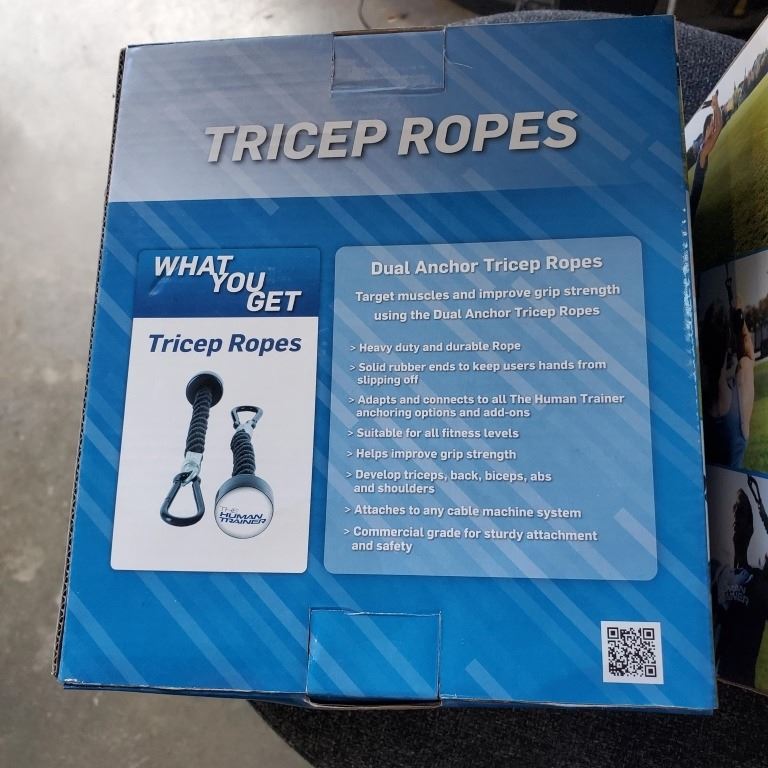 TRICEP ROPES
WHAT
YOU
GET
Tricep Ropes
THE
HUMAN
TRAINER
Dual Anchor Tricep Ropes
Target muscles and improve grip strength
using the Dual Anchor Tricep Ropes
> Heavy duty and durable Rope
> Solid rubber ends to keep users hands from
slipping off
> Adapts and connects to all The Human Trainer
anchoring options and add-ons
> Suitable for all fitness levels
> Helps improve grip strength
> Develop triceps, back, biceps, abs
and shoulders
> Attaches to any cable machine system
> Commercial grade for sturdy attachment
and safety